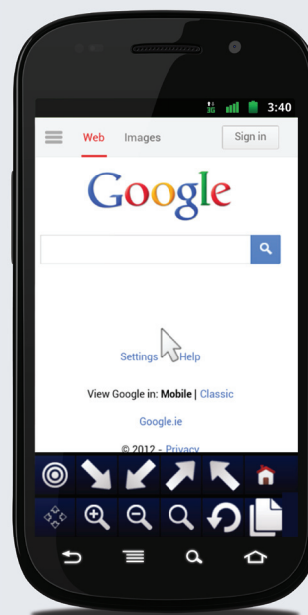 3G 3:40
Web Images Sign in
Google
Settings Help
View Google in: Mobile | Classic
Google.ie
© 2012 - Privacy